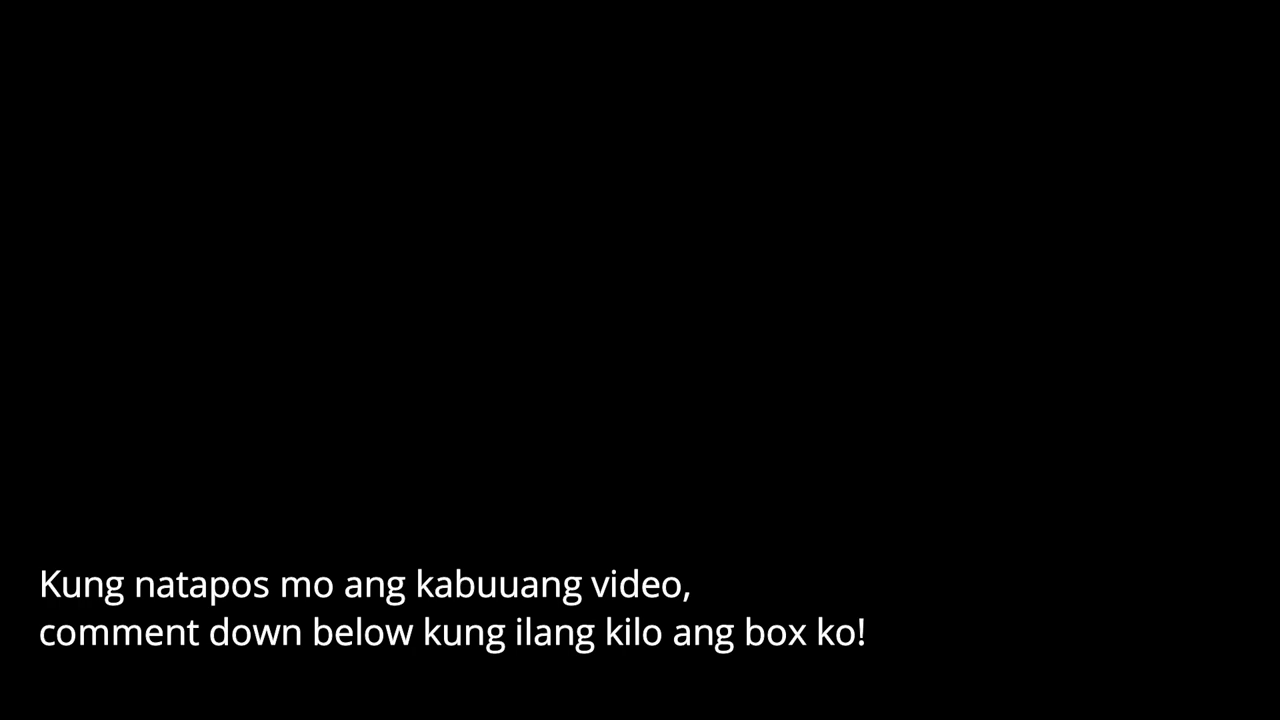 Kung natapos mo ang kabuuang video,
comment down below kung ilang kilo ang box ko!